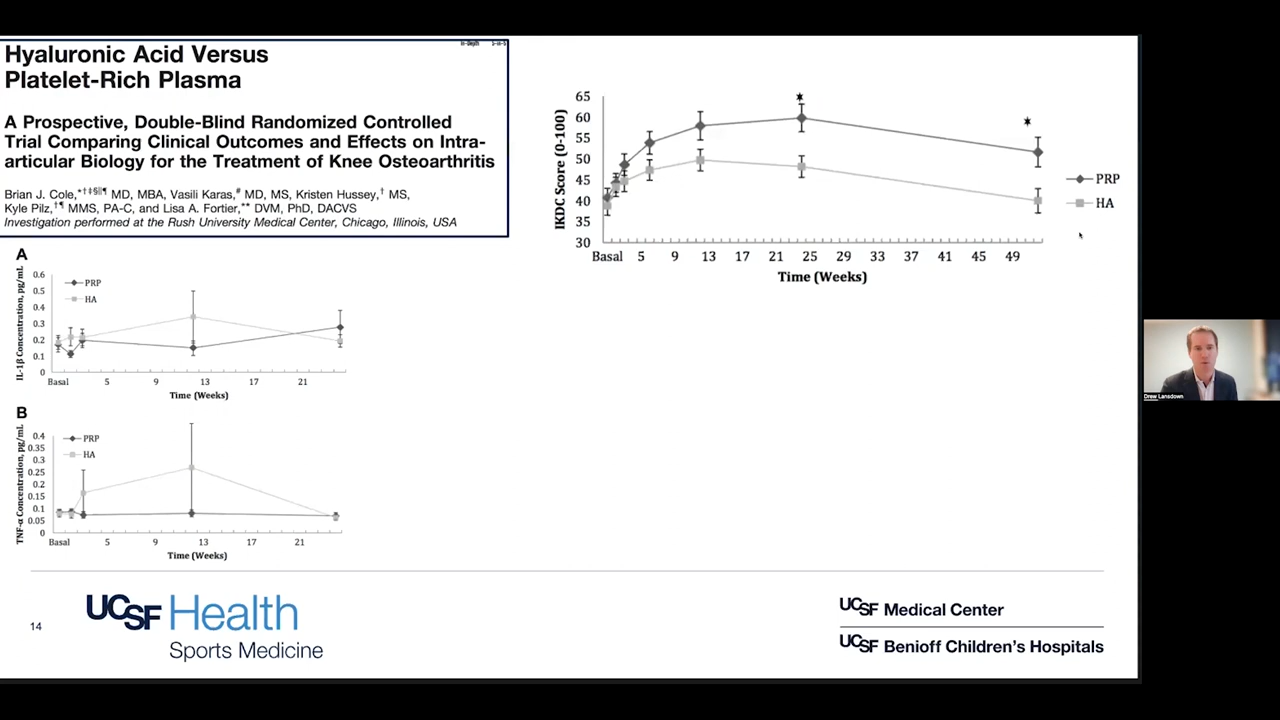 Hyaluronic Acid Versus
Platelet-Rich Plasma
A Prospective, Double-Blind Randomized Controlled
Trial Comparing Clinical Outcomes and Effects on Intra-
articular Biology for the Treatment of Knee Osteoarthritis
Brian J. Cole,*†‡§||¶ MD, MBA, Vasili Karas,# MD, MS, Kristen Hussey,† MS,
Kyle Pilz,†¶ MMS, PA-C, and Lisa A. Fortier,** DVM, PhD, DACVS
Investigation performed at the Rush University Medical Center, Chicago, Illinois, USA
In-Depth
IKDC Score (0-100)
65
60
55
50
45
40
35
30
Basal 5 9 13 17 21 25 29 33 37 41 45 49
Time (Weeks)
PRP
HA
A
IL-1β Concentration, pg/mL
0.6
0.5
0.4
0.3
0.2
0.1
0
PRP
HA
Basal 5 9 13 17 21
Time (Weeks)
B
TNF-α Concentration, pg/mL
0.4
0.35
0.3
0.25
0.2
0.15
0.1
0.05
0
PRP
HA
Basal 5 9 13 17 21
Time (Weeks)
14
UCSF Health
Sports Medicine
UCSF Medical Center
UCSF Benioff Children's Hospitals
Drew Lansdown